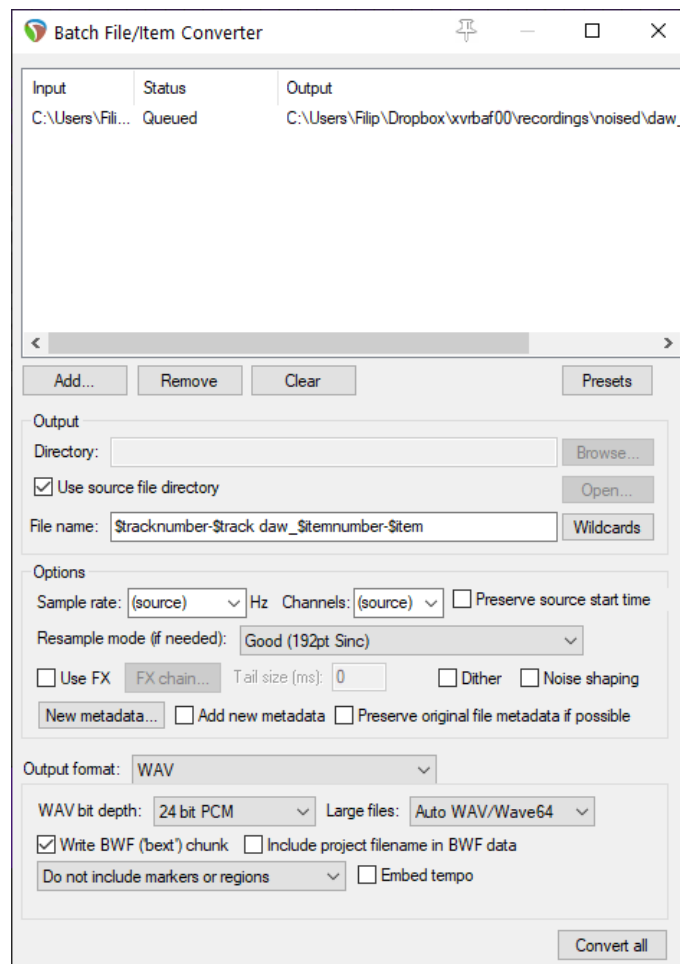 Batch File/Item Converter
Input Status Output
C:\Users\Fili... Queued C:\Users\Filip\Dropbox\xvrbaf00\recordings\noised\daw_
Add... Remove Clear Presets
Output
Directory: Browse...
Use source file directory Open...
File name: $tracknumber-$track daw_$itemnumber-$item Wildcards
Options
Sample rate: (source) Hz Channels: (source) Preserve source start time
Resample mode (if needed): Good (192pt Sinc)
Use FX FX chain... Tail size (ms): 0 Dither Noise shaping
New metadata... Add new metadata Preserve original file metadata if possible
Output format: WAV
WAV bit depth: 24 bit PCM Large files: Auto WAV/Wave64
Write BWF ('bext') chunk Include project filename in BWF data
Do not include markers or regions Embed tempo
Convert all